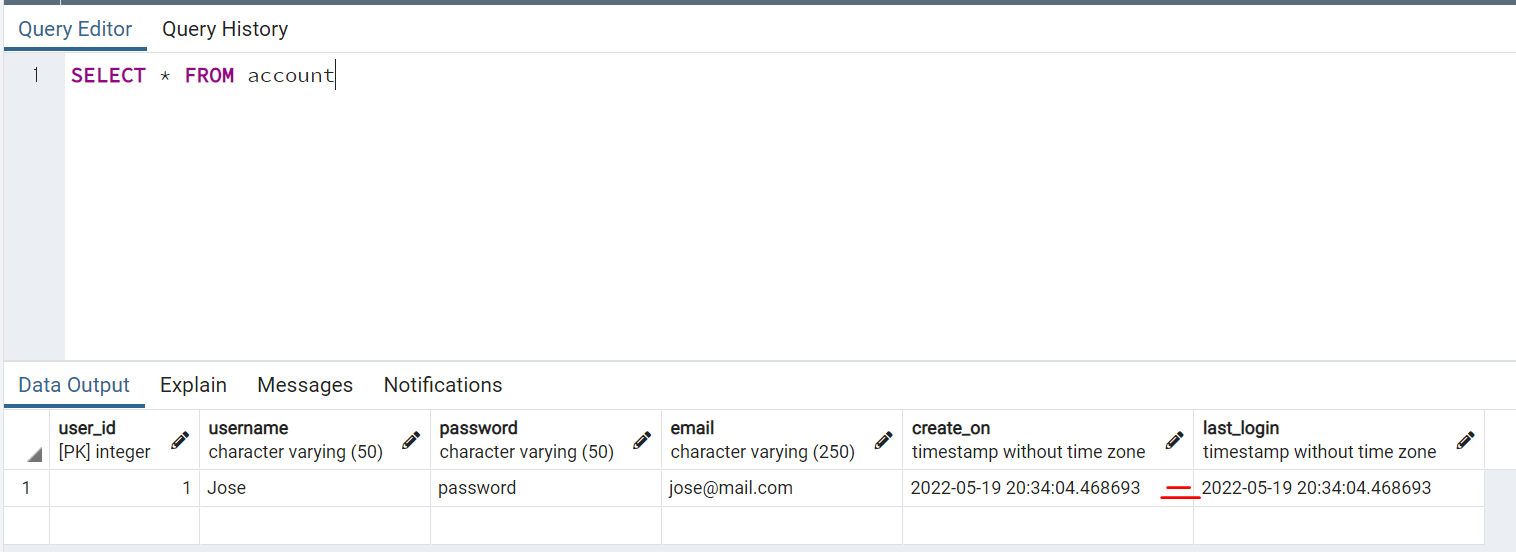 Query Editor Query History
1 SELECT * FROM account
Data Output Explain Messages Notifications
user_id username password email create_on last_login
[PK] integer character varying (50) character varying (50) character varying (250) timestamp without time zone timestamp without time zone
1 1 Jose password jose@mail.com 2022-05-19 20:34:04.468693 2022-05-19 20:34:04.468693